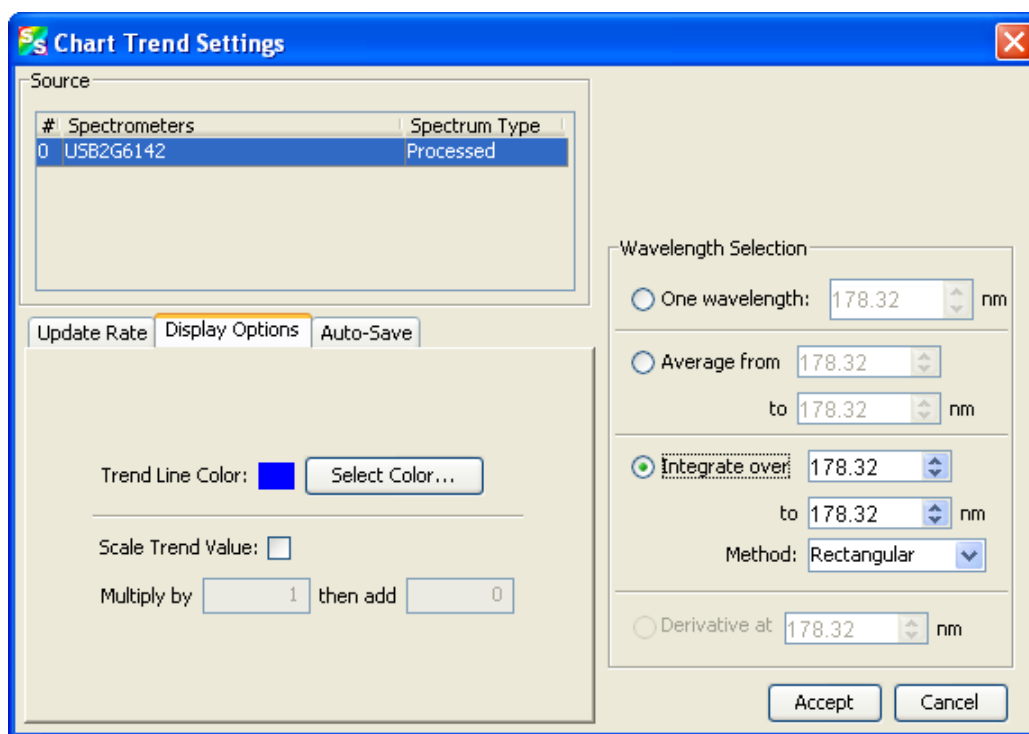 Chart Trend Settings
Source
# Spectrometers Spectrum Type
0 USB2G6142 Processed
Update Rate Display Options Auto-Save
Trend Line Color: Select Color...
Scale Trend Value:
Multiply by 1 then add 0
Wavelength Selection
One wavelength: 178.32 nm
Average from 178.32
to 178.32 nm
Integrate over 178.32
to 178.32 nm
Method: Rectangular
Derivative at 178.32 nm
Accept Cancel